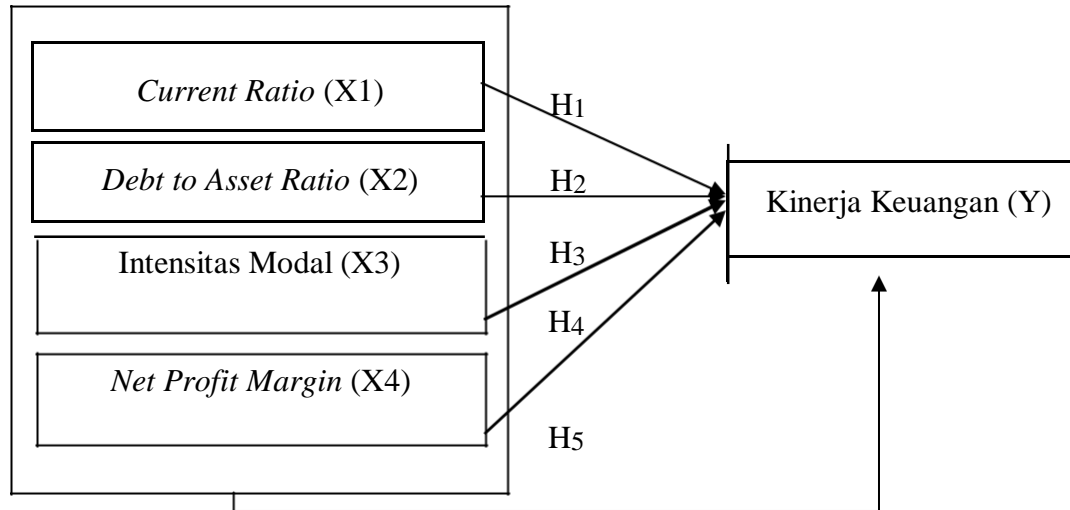 Current Ratio (X1)
H1
Debt to Asset Ratio (X2)
H2
Kinerja Keuangan (Y)
Intensitas Modal (X3)
H3
H4
Net Profit Margin (X4)
H5